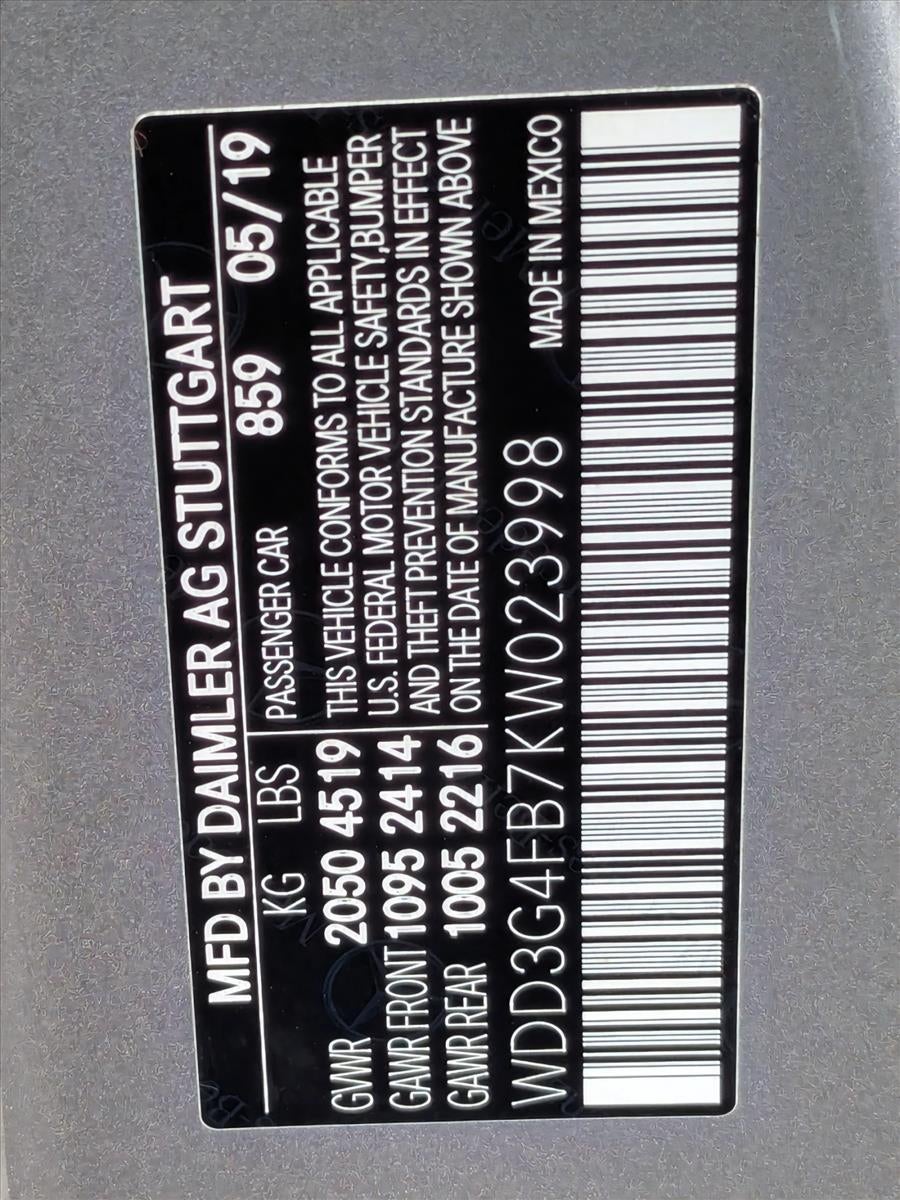 MFD BY DAIMLER AG STUTTGART
KG LBS PASSENGER CAR 859 05/19
GVWR 2050 4519 THIS VEHICLE CONFORMS TO ALL APPLICABLE
U.S. FEDERAL MOTOR VEHICLE SAFETY,BUMPER
GAWR FRONT 1095 2414 AND THEFT PREVENTION STANDARDS IN EFFECT
GAWR REAR 1005 2216 ON THE DATE OF MANUFACTURE SHOWN ABOVE
WDD3G4FB7KW023998 MADE IN MEXICO